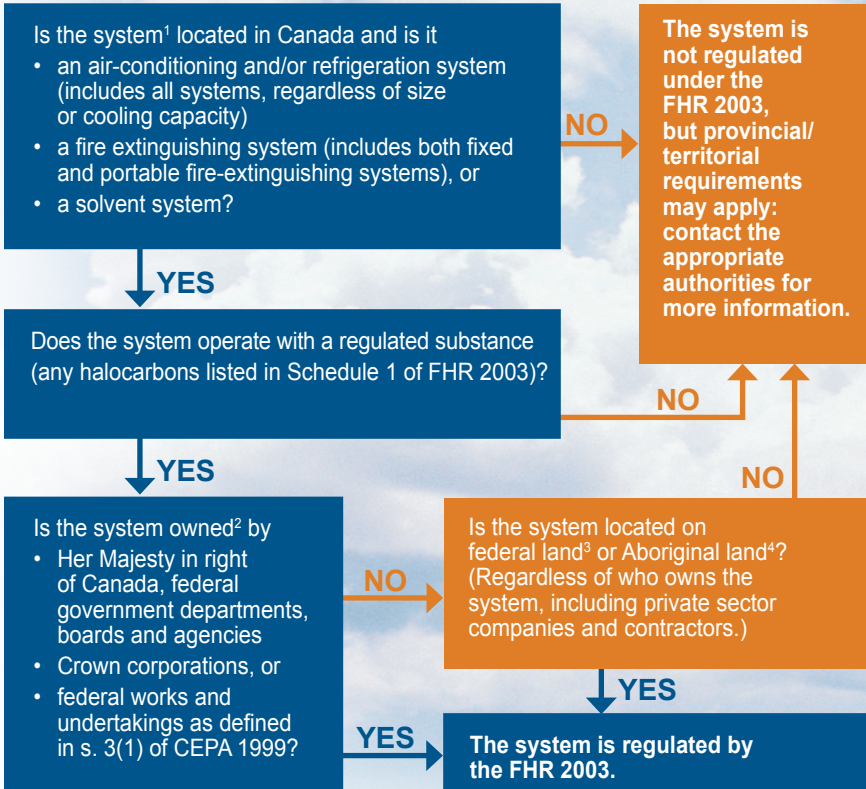 Is the system¹ located in Canada and is it
• an air-conditioning and/or refrigeration system
(includes all systems, regardless of size
or cooling capacity)
• a fire extinguishing system (includes both fixed
and portable fire-extinguishing systems), or
• a solvent system?
NO
The system is
not regulated
under the
FHR 2003,
but provincial/
territorial
requirements
may apply:
contact the
appropriate
authorities for
more information.
YES
Does the system operate with a regulated substance
(any halocarbons listed in Schedule 1 of FHR 2003)?
NO
YES
NO
Is the system owned² by
• Her Majesty in right
of Canada, federal
government departments,
boards and agencies
• Crown corporations, or
• federal works and
undertakings as defined
in s. 3(1) of CEPA 1999?
NO
Is the system located on
federal land³ or Aboriginal land⁴?
(Regardless of who owns the
system, including private sector
companies and contractors.)
YES
YES
The system is regulated by
the FHR 2003.